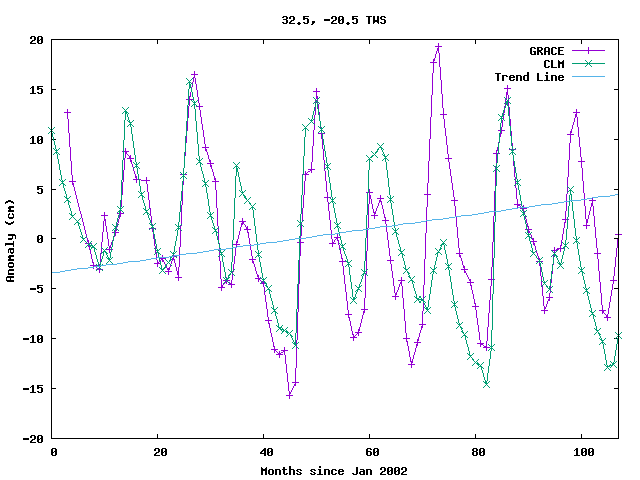 32.5, -20.5 TWS
GRACE
CLM
Trend Line
20
15
10
5
0
-5
-10
-15
-20
Anomaly (cm)
0 20 40 60 80 100
Months since Jan 2002